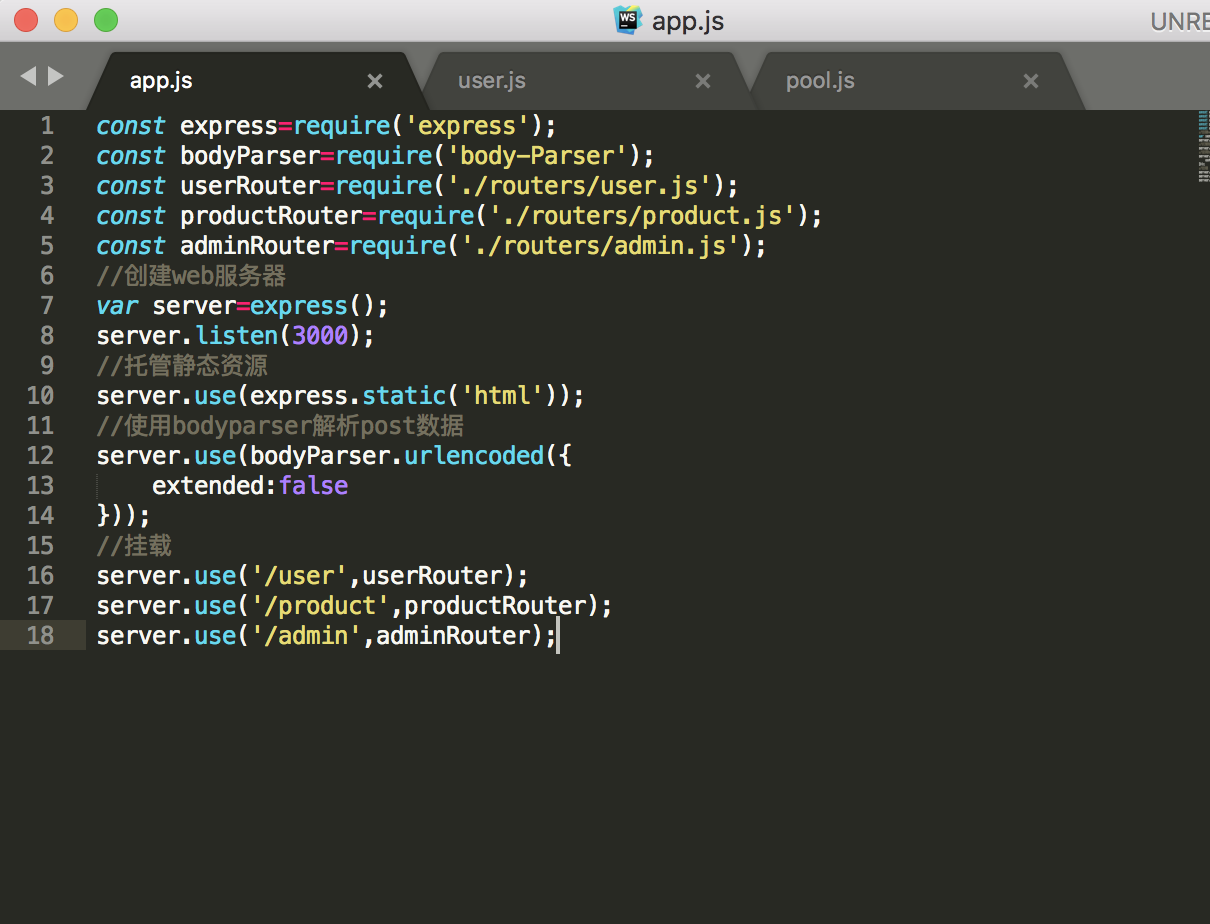 WS
app.js
UNRE
app.js
user.js
pool.js
1 const express=require('express');
2 const bodyParser=require('body-Parser');
3 const userRouter=require('./routers/user.js');
4 const productRouter=require('./routers/product.js');
5 const adminRouter=require('./routers/admin.js');
6 //创建web服务器
7 var server=express();
8 server.listen(3000);
9 //托管静态资源
10 server.use(express.static('html'));
11 //使用bodyparser解析post数据
12 server.use(bodyParser.urlencoded({
13     extended:false
14 }));
15 //挂载
16 server.use('/user',userRouter);
17 server.use('/product',productRouter);
18 server.use('/admin',adminRouter);